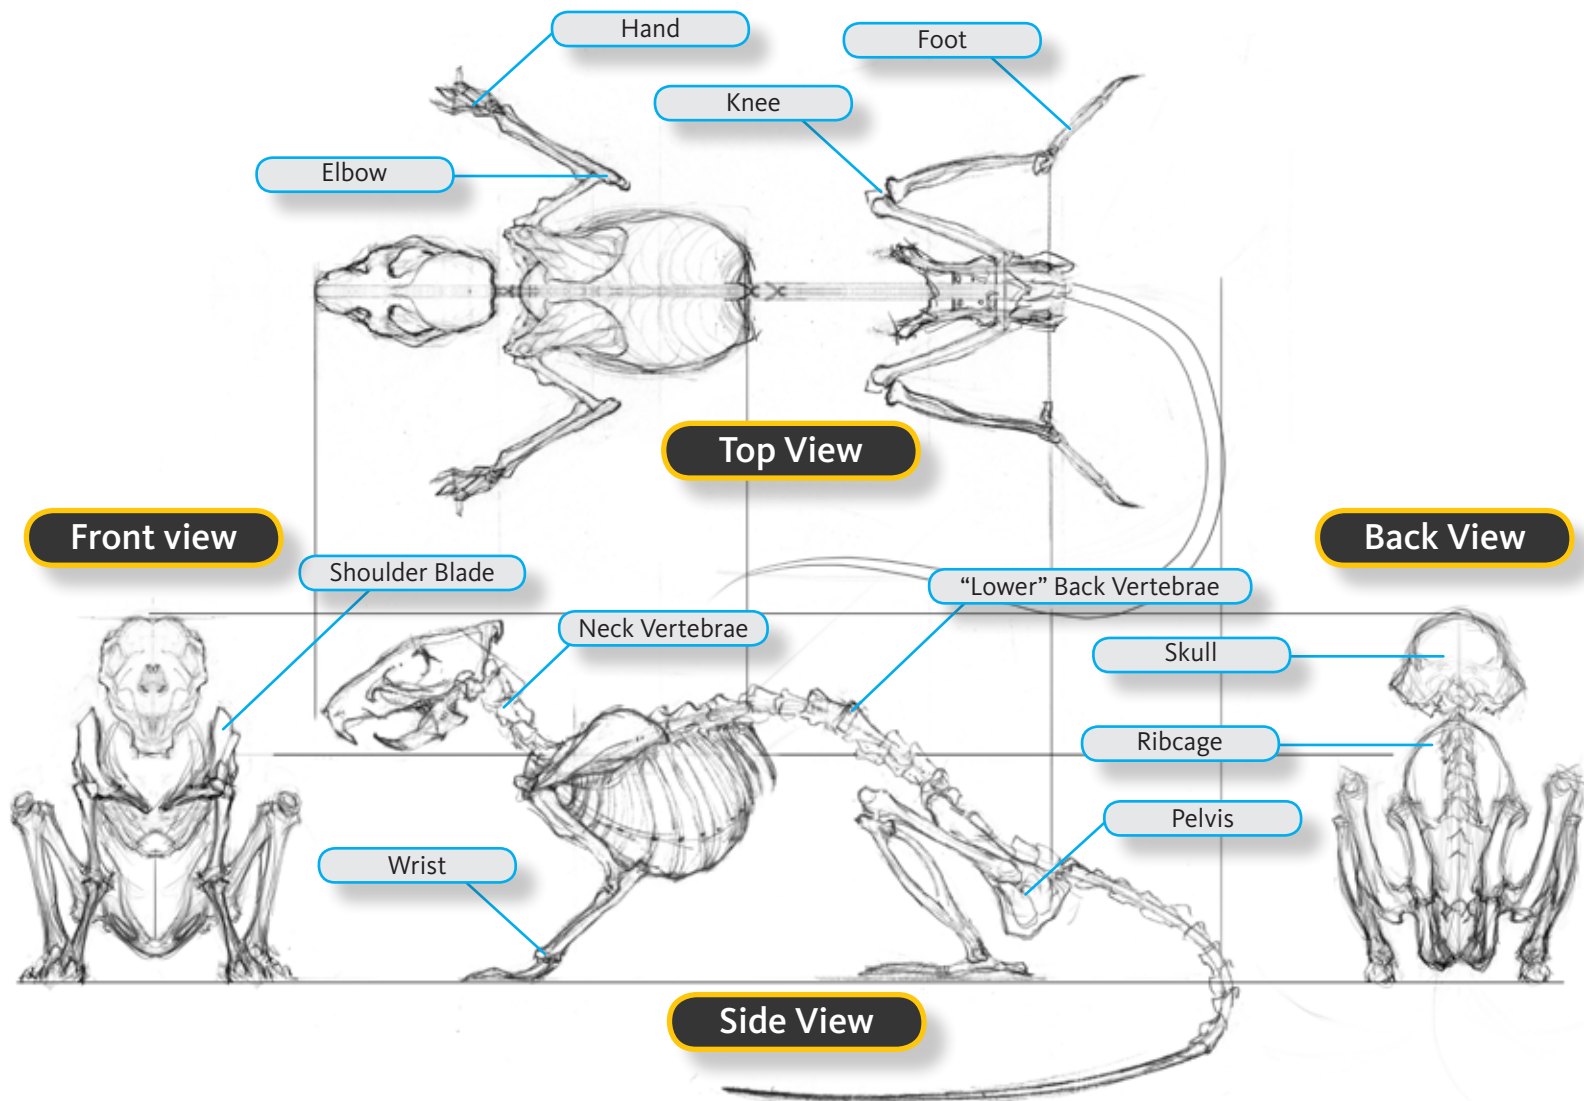 Hand
Foot
Knee
Elbow
Top View
Front view
Back View
Shoulder Blade
“Lower” Back Vertebrae
Neck Vertebrae
Skull
Ribcage
Pelvis
Wrist
Side View